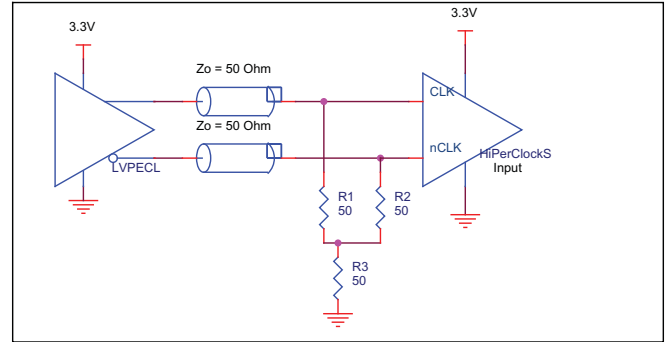 3.3V
3.3V
Zo = 50 Ohm
CLK
Zo = 50 Ohm
nCLK
HiPerClockS
LVPECL
Input
R1
50
R2
50
R3
50